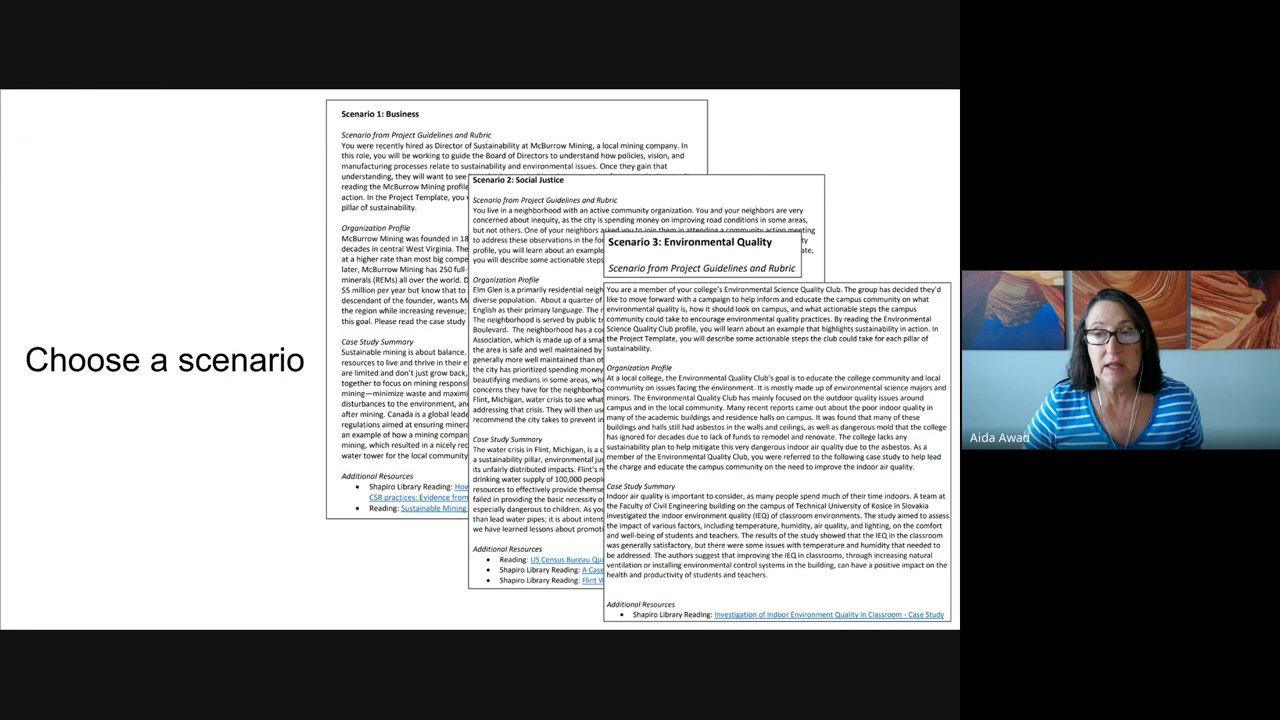 Choose a scenario
Scenario 1: Business
Scenario from Project Guidelines and Rubric
You were recently hired as Director of Sustainability at McBurrow Mining, a local mining company. In
this role, you will be working to guide the Board of Directors to understand how policies, vision, and
manufacturing processes relate to sustainability and environmental issues. Once they gain that
understanding, they will want to see
reading the McBurrow Mining profile
action. In the Project Template, you
pillar of sustainability.
Organization Profile
McBurrow Mining was founded in 18
decades in central West Virginia. The
at a higher rate than most big compe
later, McBurrow Mining has 250 full-
minerals (REMs) all over the world. D
$5 million per year but know that to
descendant of the founder, wants M
the region while increasing revenue;
this goal. Please read the case study
Case Study Summary
Sustainable mining is about balance.
resources to live and thrive in their e
are limited and don't just grow back,
together to focus on mining responsi
mining—minimize waste and maximi
disturbances to the environment, an
after mining. Canada is a global leade
regulations aimed at ensuring minera
an example of how a mining compan
mining, which resulted in a nicely rec
water tower for the local community
Additional Resources
• Shapiro Library Reading: How
CSR practices: Evidence from
• Reading: Sustainable Mining
Scenario 2: Social Justice
Scenario from Project Guidelines and Rubric
You live in a neighborhood with an active community organization. You and your neighbors are very
concerned about inequity, as the city is spending money on improving road conditions in some areas,
but not others. One of your neighbors asked you to join them in attending a community action meeting
to address these observations in the for
profile, you will learn about an example
you will describe some actionable steps
Organization Profile
Elm Glen is a primarily residential neigh
diverse population. About a quarter of
English as their primary language. The
The neighborhood is served by public t
Boulevard. The neighborhood has a co
Association, which is made up of a smal
the area is safe and well maintained by
generally more well maintained than ot
the city has prioritized spending money
beautifying medians in some areas, whi
concerns they have for the neighborhoo
Flint, Michigan, water crisis to see what
addressing that crisis. They will then us
recommend the city takes to prevent in
Case Study Summary
The water crisis in Flint, Michigan, is a c
a sustainability pillar, environmental jus
its unfairly distributed impacts. Flint's m
drinking water supply of 100,000 people
resources to effectively provide themse
failed in providing the basic necessity o
especially dangerous to children. As you
than lead water pipes; it is about intent
we have learned lessons about promoti
Additional Resources
• Reading: US Census Bureau Qui
• Shapiro Library Reading: A Case
• Shapiro Library Reading: Flint W
Scenario 3: Environmental Quality
Scenario from Project Guidelines and Rubric
You are a member of your college's Environmental Science Quality Club. The group has decided they'd
like to move forward with a campaign to help inform and educate the campus community on what
environmental quality is, how it should look on campus, and what actionable steps the campus
community could take to encourage environmental quality practices. By reading the Environmental
Science Quality Club profile, you will learn about an example that highlights sustainability in action. In
the Project Template, you will describe some actionable steps the club could take for each pillar of
sustainability.
Organization Profile
At a local college, the Environmental Quality Club's goal is to educate the college community and local
community on issues facing the environment. It is mostly made up of environmental science majors and
minors. The Environmental Quality Club has mainly focused on the outdoor quality issues around
campus and in the local community. Many recent reports came out about the poor indoor quality in
many of the academic buildings and residence halls on campus. It was found that many of these
buildings and halls still had asbestos in the walls and ceilings, as well as dangerous mold that the college
has ignored for decades due to lack of funds to remodel and renovate. The college lacks any
sustainability plan to help mitigate this very dangerous indoor air quality due to the asbestos. As a
member of the Environmental Quality Club, you were referred to the following case study to help lead
the charge and educate the campus community on the need to improve the indoor air quality.
Case Study Summary
Indoor air quality is important to consider, as many people spend much of their time indoors. A team at
the Faculty of Civil Engineering building on the campus of Technical University of Kosice in Slovakia
investigated the indoor environment quality (IEQ) of classroom environments. The study aimed to assess
the impact of various factors, including temperature, humidity, air quality, and lighting, on the comfort
and well-being of students and teachers. The results of the study showed that the IEQ in the classroom
was generally satisfactory, but there were some issues with temperature and humidity that needed to
be addressed. The authors suggest that improving the IEQ in classrooms, through increasing natural
ventilation or installing environmental control systems in the building, can have a positive impact on the
health and productivity of students and teachers.
Additional Resources
• Shapiro Library Reading: Investigation of Indoor Environment Quality in Classroom - Case Study
Aida Awad